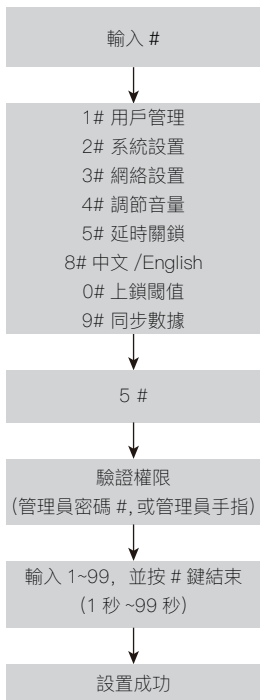 輸入 #
1# 用戶管理
2# 系統設置
3# 網絡設置
4# 調節音量
5# 延時關鎖
8# 中文 /English
0# 上鎖閾值
9# 同步數據
5 #
驗證權限
(管理員密碼 #, 或管理員手指)
輸入 1~99, 並按 # 鍵結束
(1 秒 ~99 秒)
設置成功